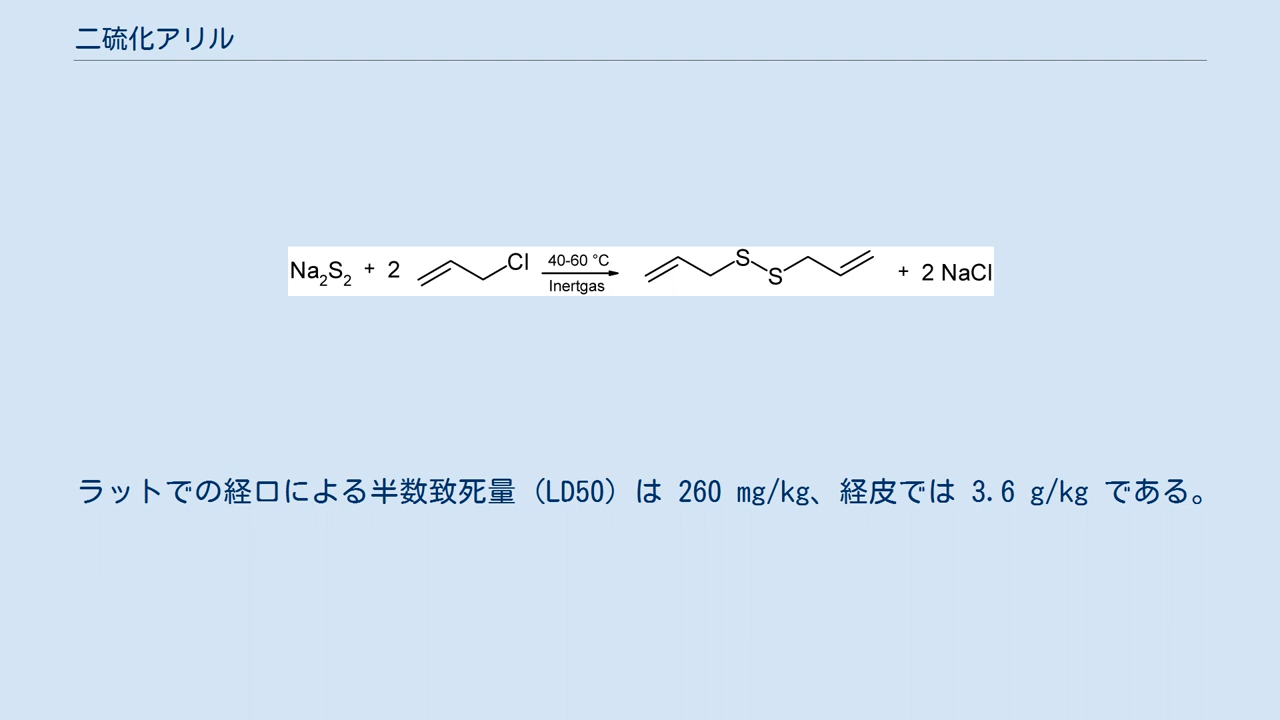 二硫化アリル
Na2S2 + 2 Cl 40-60 °C Inertgas S S + 2 NaCl
ラットでの経口による半数致死量（LD50）は 260 mg/kg、経皮では 3.6 g/kg である。